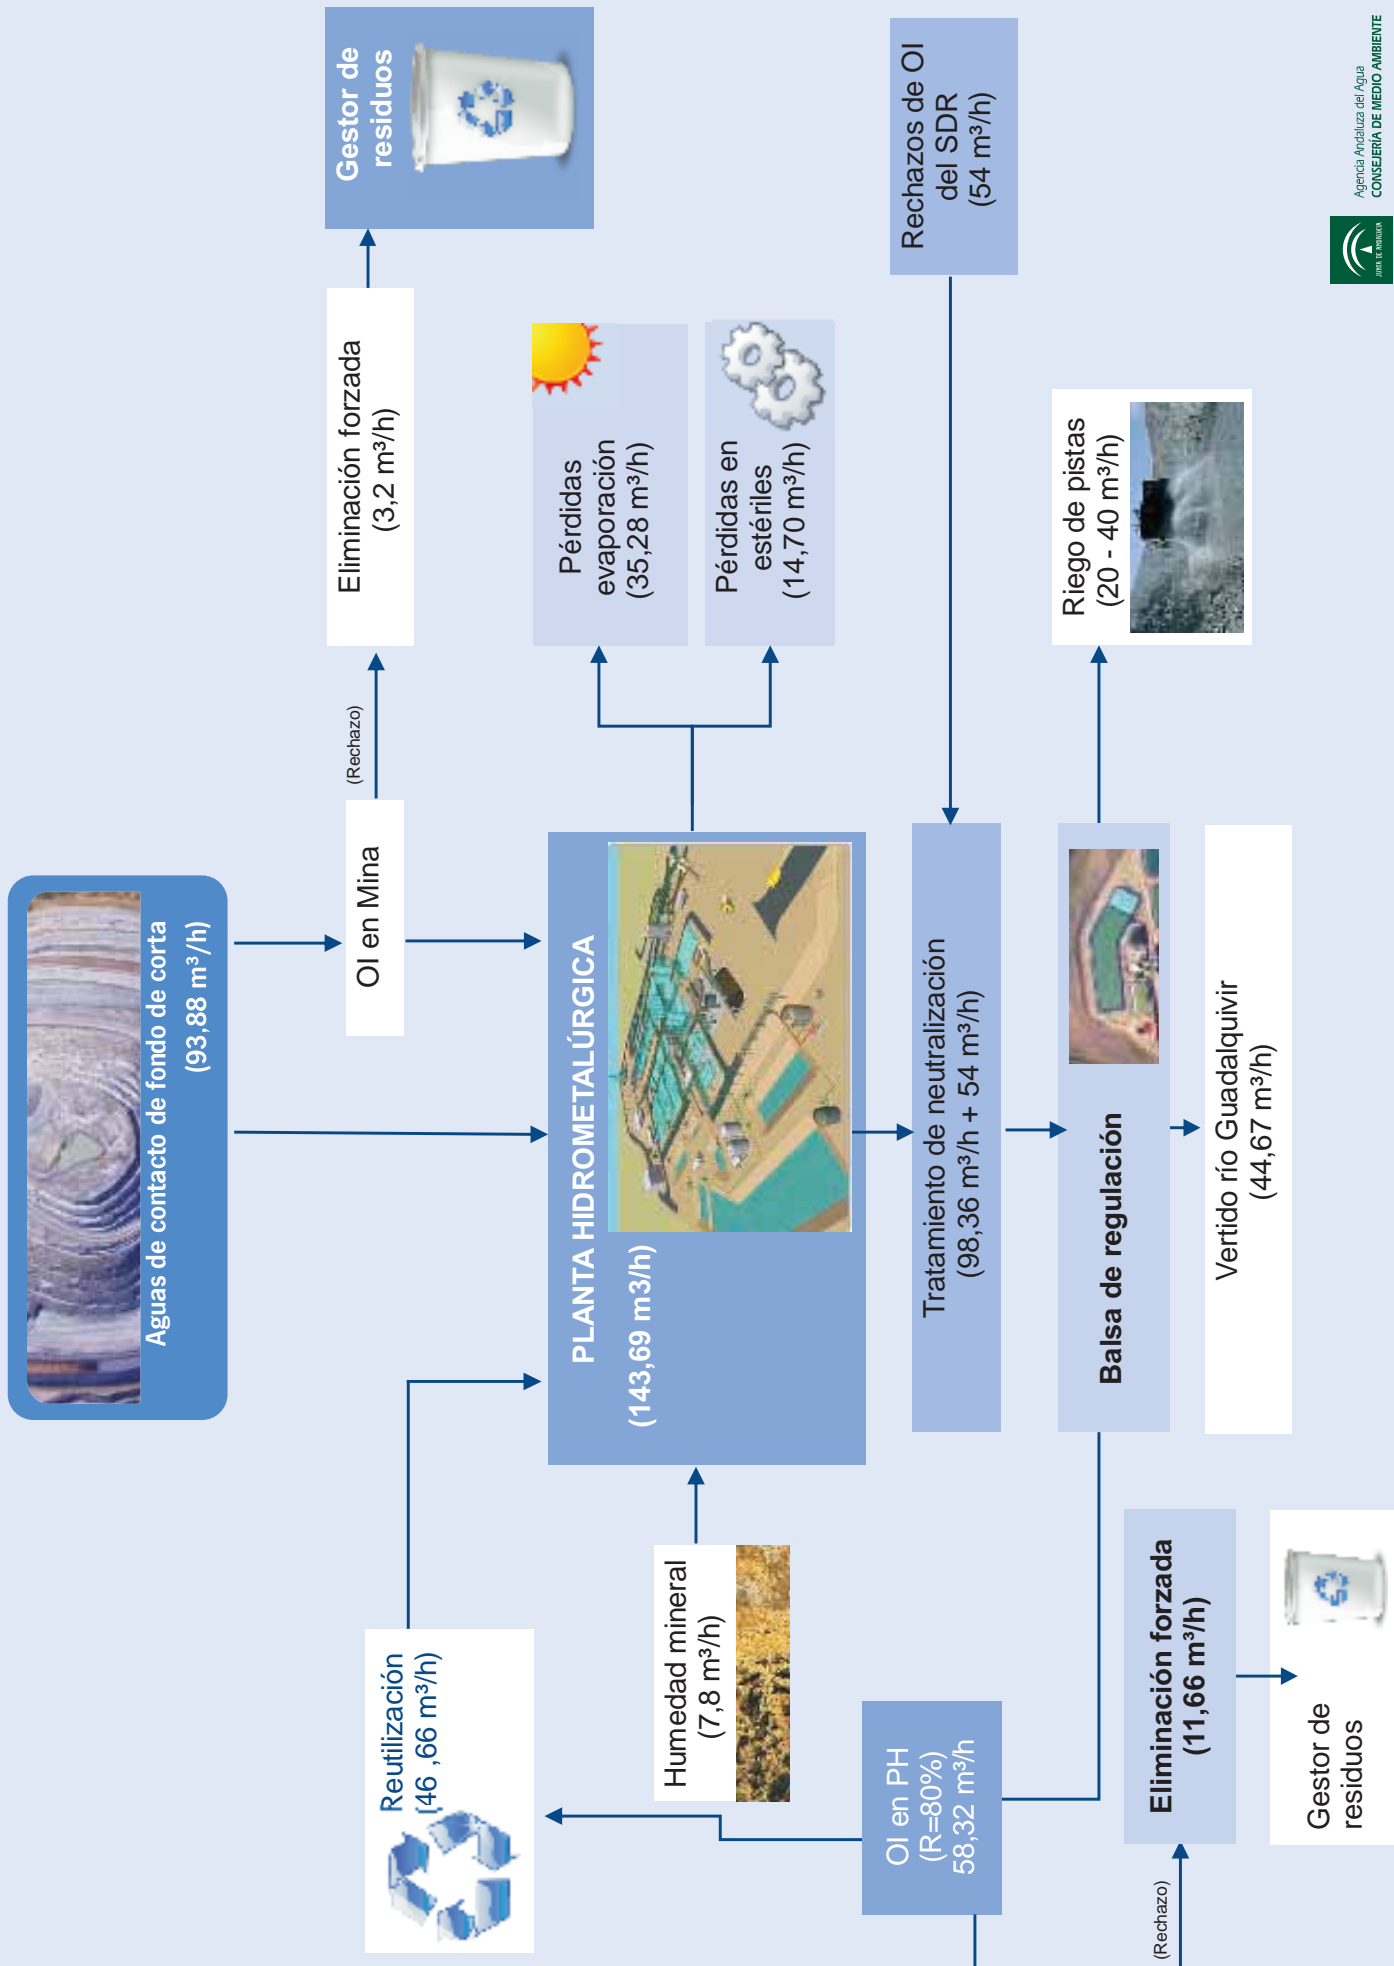 Aguas de contacto de fondo de corta
(93,88 m³/h)
Reutilización
(46 ,66 m³/h)
OI en Mina
(Rechazo)
Eliminación forzada
(3,2 m³/h)
Gestor de
residuos
PLANTA HIDROMETALÚRGICA
(143,69 m3/h)
Humedad mineral
(7,8 m³/h)
Pérdidas
evaporación
(35,28 m³/h)
Pérdidas en
estériles
(14,70 m³/h)
OI en PH
(R=80%)
58,32 m³/h
Tratamiento de neutralización
(98,36 m³/h + 54 m³/h)
Rechazos de OI
del SDR
(54 m³/h)
Balsa de regulación
Riego de pistas
(20 - 40 m³/h)
(Rechazo)
Eliminación forzada
(11,66 m³/h)
Vertido río Guadalquivir
(44,67 m³/h)
Gestor de
residuos
JUNTA DE ANDALUCIA
Agencia Andaluza del Agua
CONSEJERÍA DE MEDIO AMBIENTE